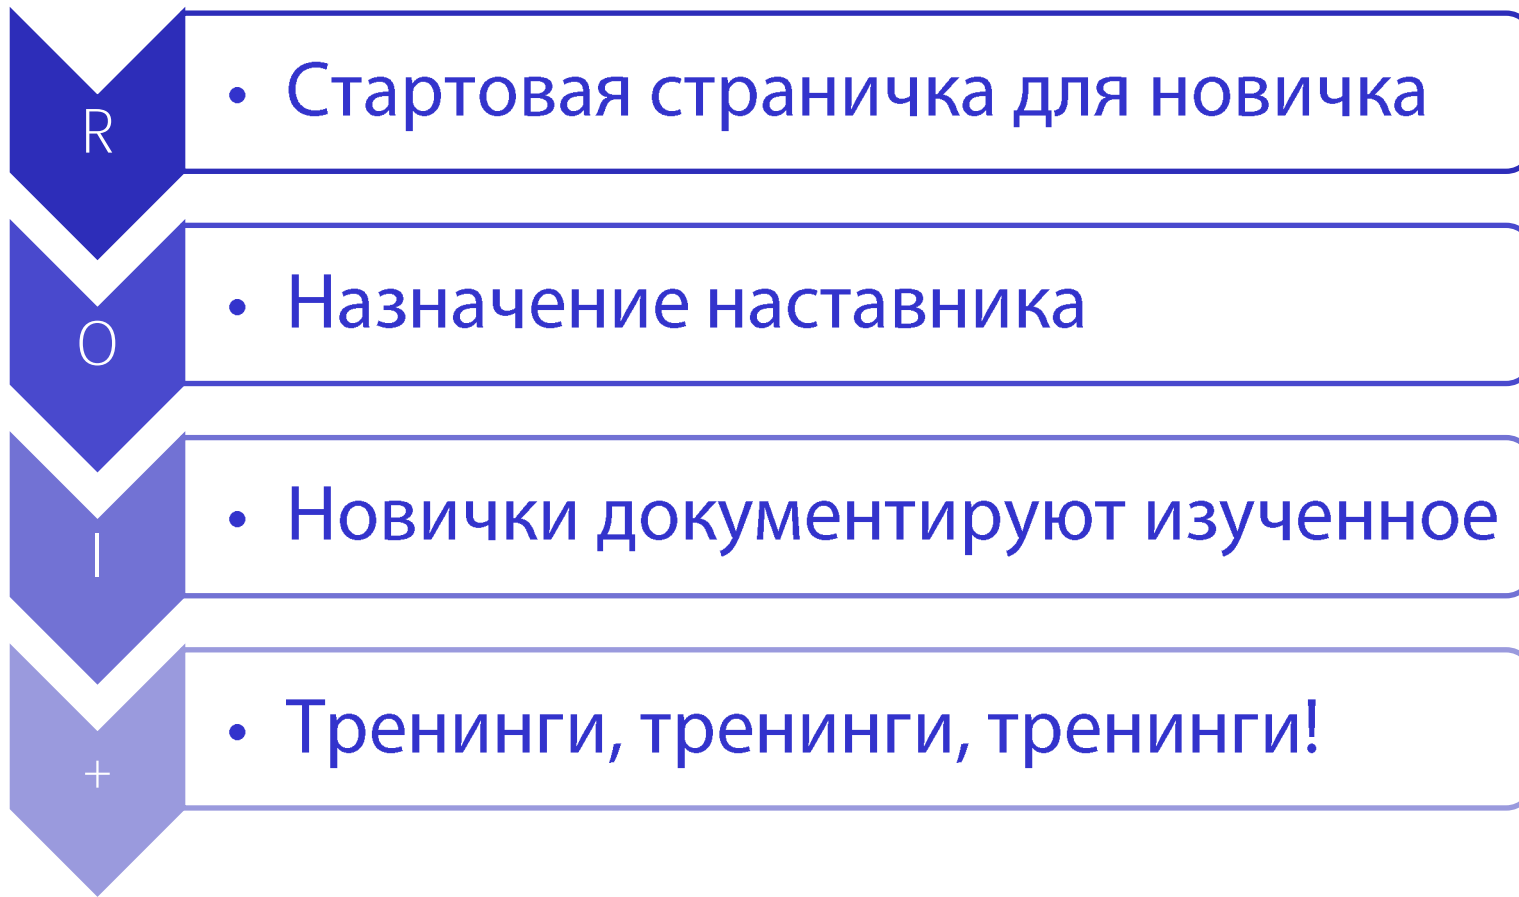 R
• Стартовая страничка для новичка
O
• Назначение наставника
I
• Новички документируют изученное
+
• Тренинги, тренинги, тренинги!